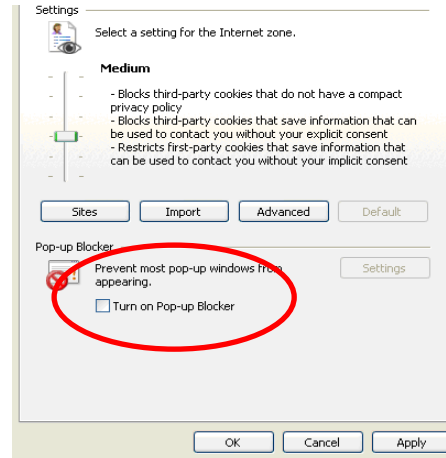 Settings
Select a setting for the Internet zone.
Medium
- Blocks third-party cookies that do not have a compact
privacy policy
- Blocks third-party cookies that save information that can
be used to contact you without your explicit consent
- Restricts first-party cookies that save information that
can be used to contact you without your implicit consent
Sites Import Advanced Default
Pop-up Blocker
Prevent most pop-up windows from Settings
appearing.
Turn on Pop-up Blocker
OK Cancel Apply